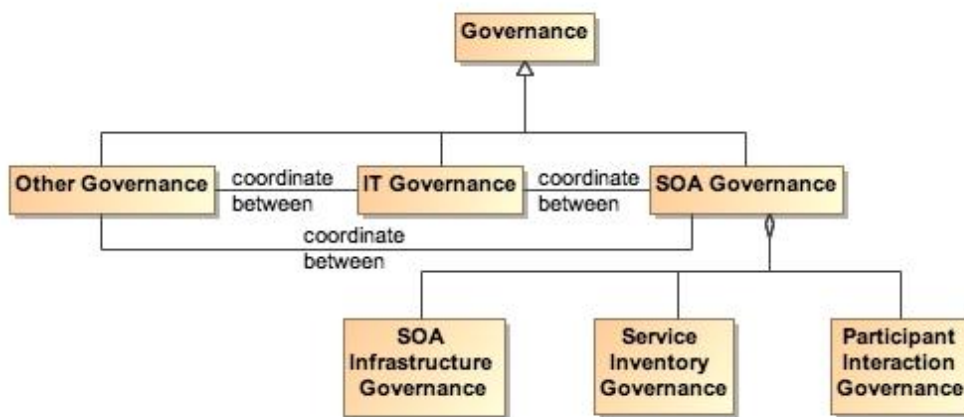 Governance
Other Governance
coordinate
between
IT Governance
coordinate
between
SOA Governance
coordinate
between
SOA
Infrastructure
Governance
Service
Inventory
Governance
Participant
Interaction
Governance